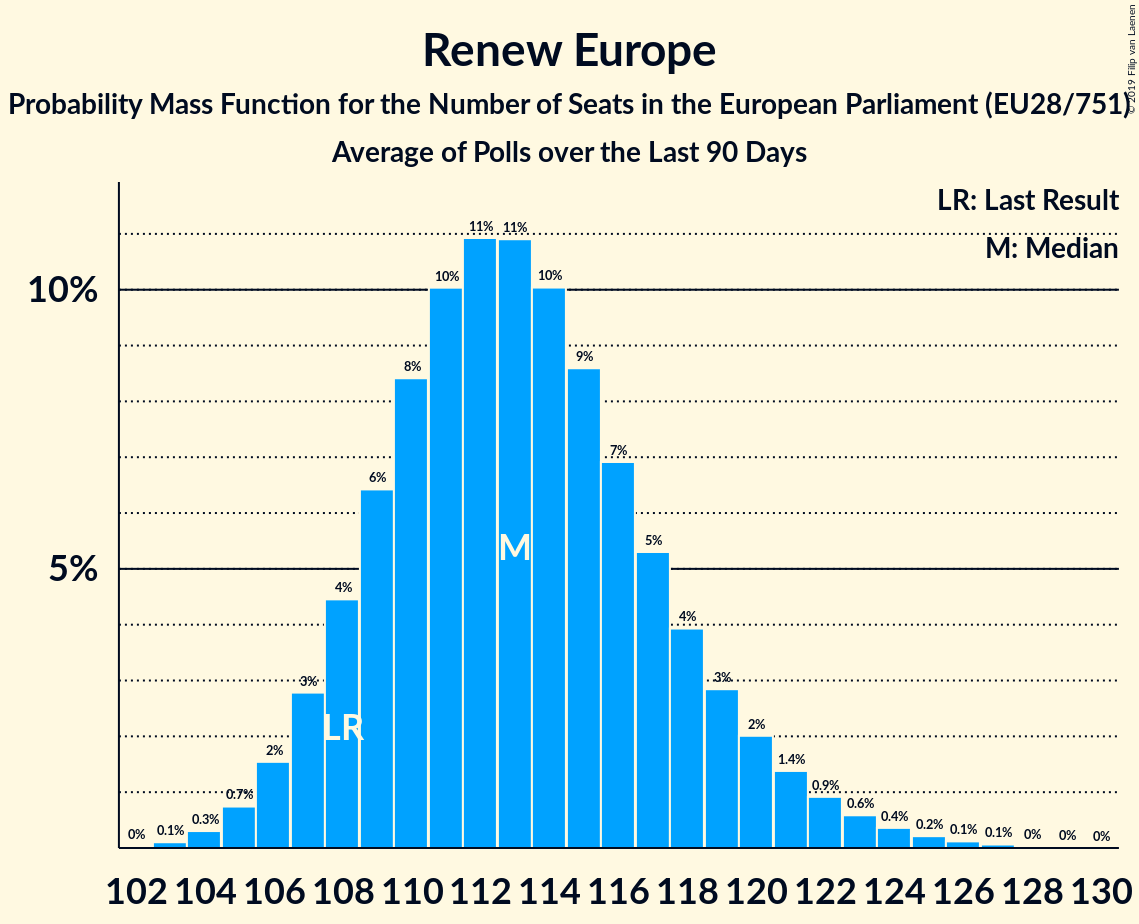 Renew Europe
Probability Mass Function for the Number of Seats in the European Parliament (EU28/751)
Average of Polls over the Last 90 Days
© 2019 Filip van Laenen
LR: Last Result
M: Median
10%
5%
0% 0.1% 0.3% 0.7% 2% 3% 4% 6% 8% 10% 11% 11% 10% 9% 7% 5% 4% 3% 2% 1.4% 0.9% 0.6% 0.4% 0.2% 0.1% 0.1% 0% 0% 0%
M
LR
102 104 106 108 110 112 114 116 118 120 122 124 126 128 130